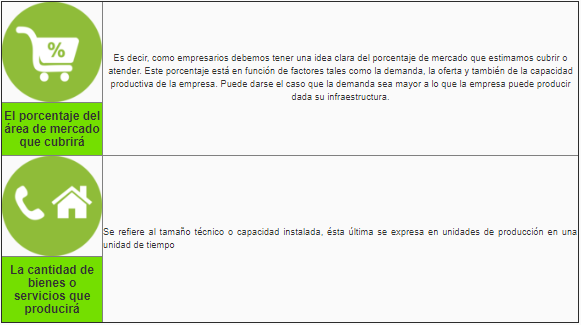 %
Es decir, como empresarios debemos tener una idea clara del porcentaje de mercado que estimamos cubrir o
atender. Este porcentaje está en función de factores tales como la demanda, la oferta y también de la capacidad
productiva de la empresa. Puede darse el caso que la demanda sea mayor a lo que la empresa puede producir
dada su infraestructura.
El porcentaje del
área de mercado
que cubrirá
Se refiere al tamaño técnico o capacidad instalada, ésta última se expresa en unidades de producción en una
unidad de tiempo
La cantidad de
bienes o
servicios que
producirá